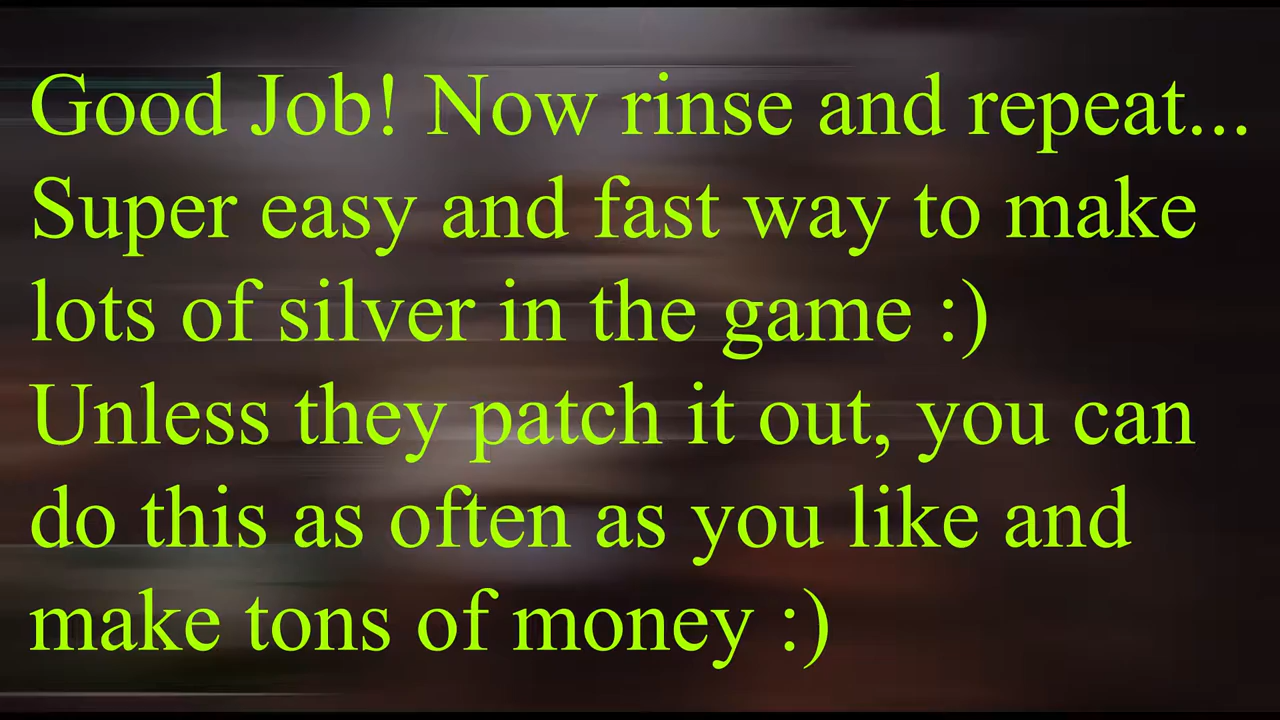 Good Job! Now rinse and repeat...
Super easy and fast way to make
lots of silver in the game :)
Unless they patch it out, you can
do this as often as you like and
make tons of money :)